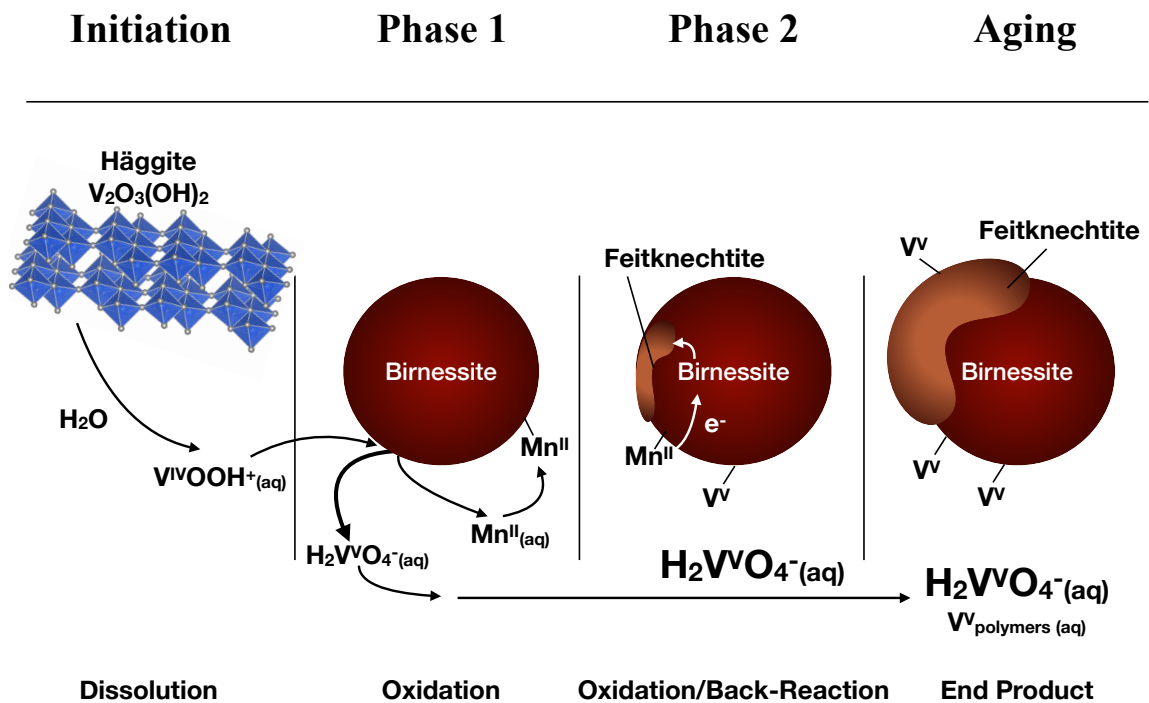 Initiation
Phase 1
Phase 2
Aging
Häggite
V₂O₃(OH)₂
H₂O
VᴵⱽOOH⁺(aq)
Birnessite
Mnᴵᴵ
Mnᴵᴵ(aq)
H₂VⱽO₄⁻(aq)
Feitknechtite
Birnessite
e⁻
Mnᴵᴵ
Vⱽ
H₂VⱽO₄⁻(aq)
Vⱽ
Feitknechtite
Birnessite
Vⱽ
Vⱽ
H₂VⱽO₄⁻(aq)
Vⱽpolymers (aq)
Dissolution
Oxidation
Oxidation/Back-Reaction
End Product